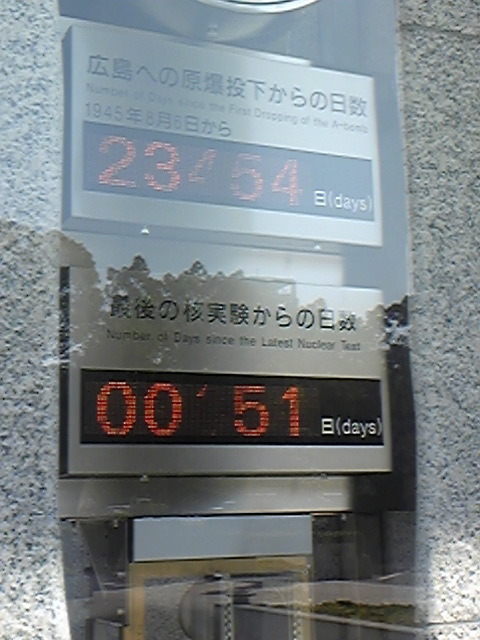 広島への原爆投下からの日数
Number of Days since the First Dropping of the A-bomb
1945年8月6日から
23454 日(days)
最後の核実験からの日数
Number of Days since the Latest Nuclear Test
00151 日(days)